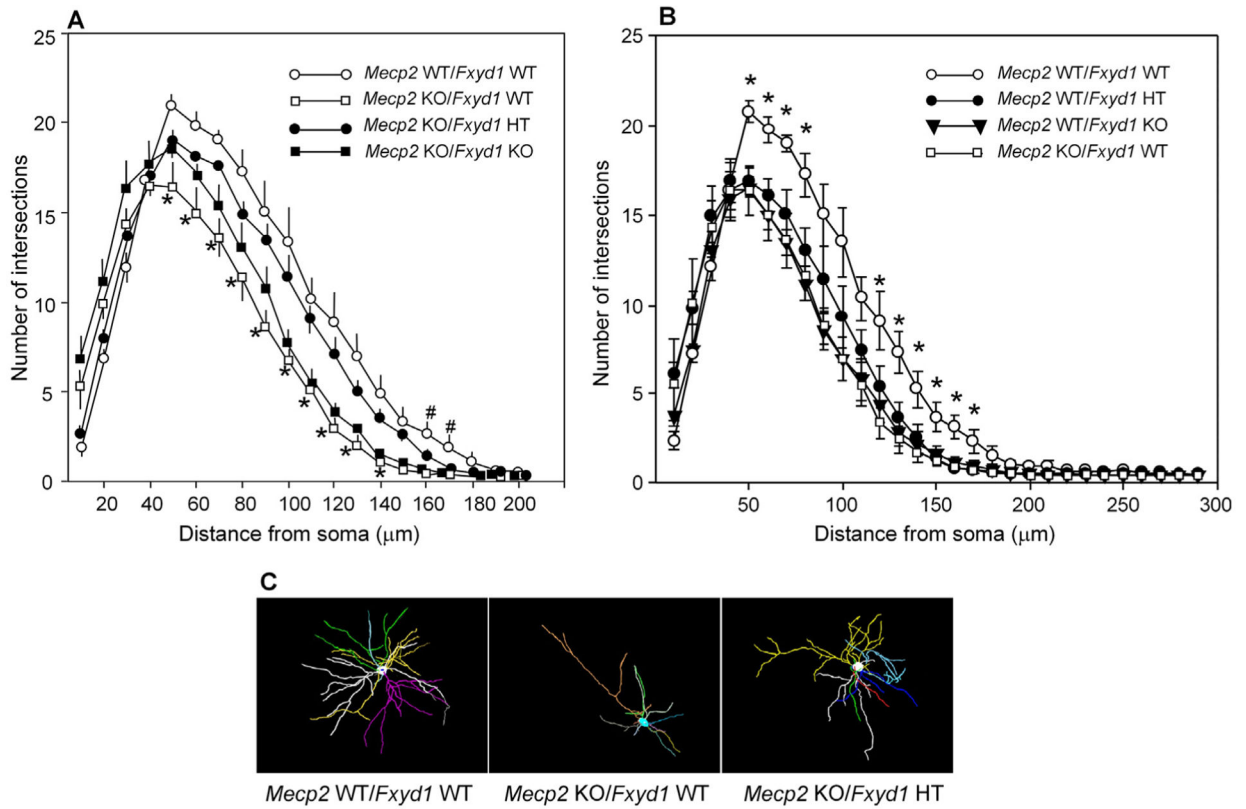 A
25
20
15
10
5
0
Number of intersections
Mecp2 WT/Fxyd1 WT
Mecp2 KO/Fxyd1 WT
Mecp2 KO/Fxyd1 HT
Mecp2 KO/Fxyd1 KO
* * * * * * * * * * # #
20 40 60 80 100 120 140 160 180 200
Distance from soma (μm)
B
25
20
15
10
5
0
Number of intersections
Mecp2 WT/Fxyd1 WT
Mecp2 WT/Fxyd1 HT
Mecp2 WT/Fxyd1 KO
Mecp2 KO/Fxyd1 WT
* * * * * * * * * *
50 100 150 200 250 300
Distance from soma (μm)
C
Mecp2 WT/Fxyd1 WT Mecp2 KO/Fxyd1 WT Mecp2 KO/Fxyd1 HT